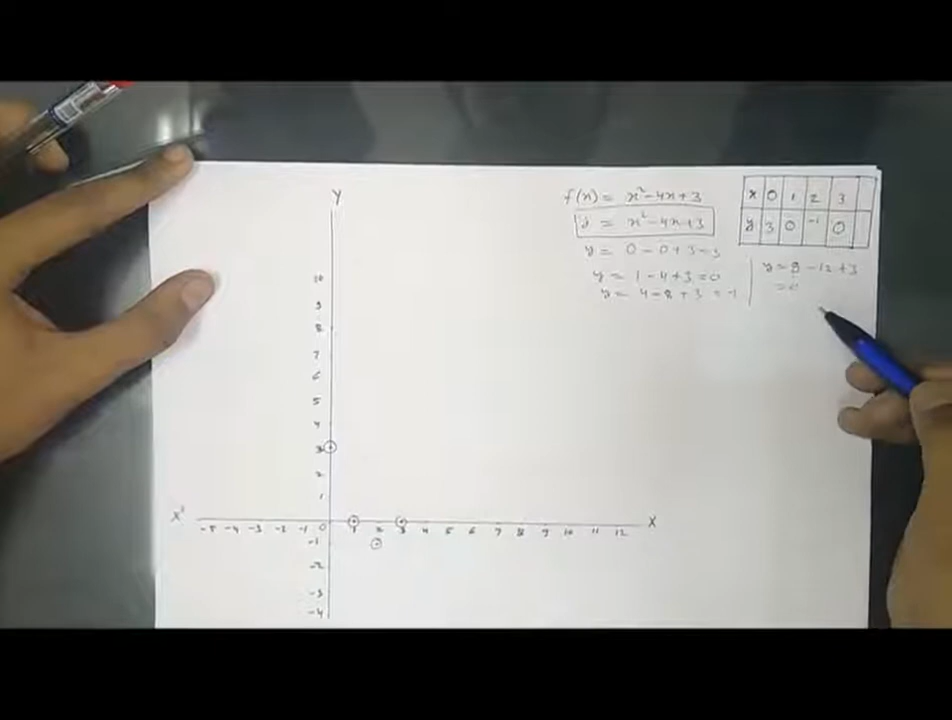 f(x) = x² - 4x + 3
y = x² - 4x + 3
y = 0 - 0 + 3 = 3
y = 1 - 4 + 3 = 0
y = 4 - 8 + 3 = -1
x 0 1 2 3
y 3 0 -1 0
y = 9 - 12 + 3
= 0
Y
10
9
8
7
6
5
4
3
2
1
X' -5 -4 -3 -3 -1 0 1 2 3 4 5 6 7 8 9 10 11 12 X
-1
-2
-3
-4